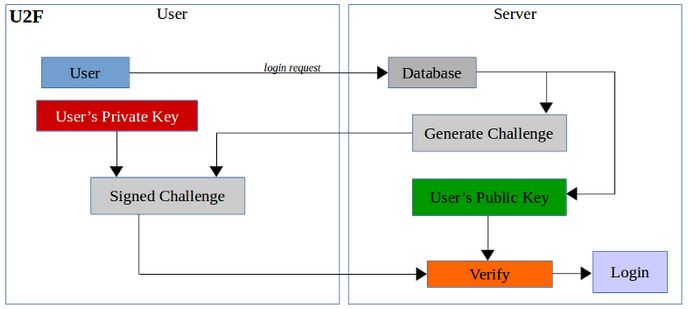 U2F
User
Server
User
login request
Database
User's Private Key
Generate Challenge
Signed Challenge
User's Public Key
Verify
Login